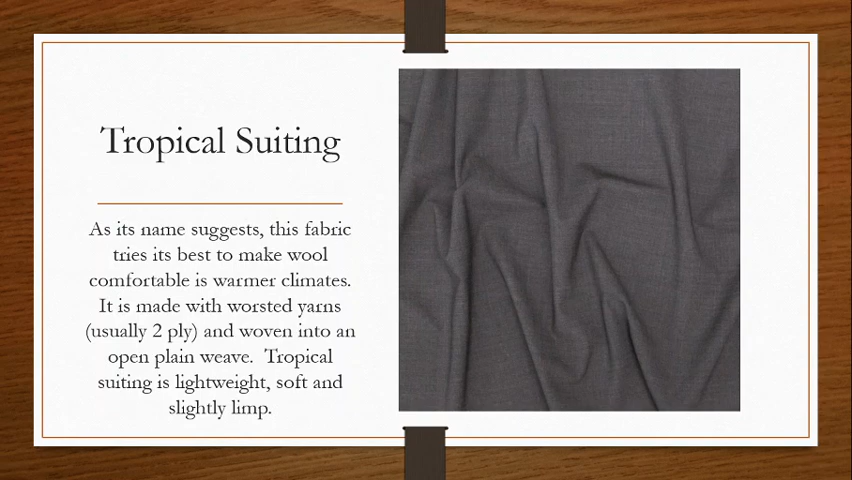 Tropical Suiting
As its name suggests, this fabric
tries its best to make wool
comfortable is warmer climates.
It is made with worsted yarns
(usually 2 ply) and woven into an
open plain weave.  Tropical
suiting is lightweight, soft and
slightly limp.